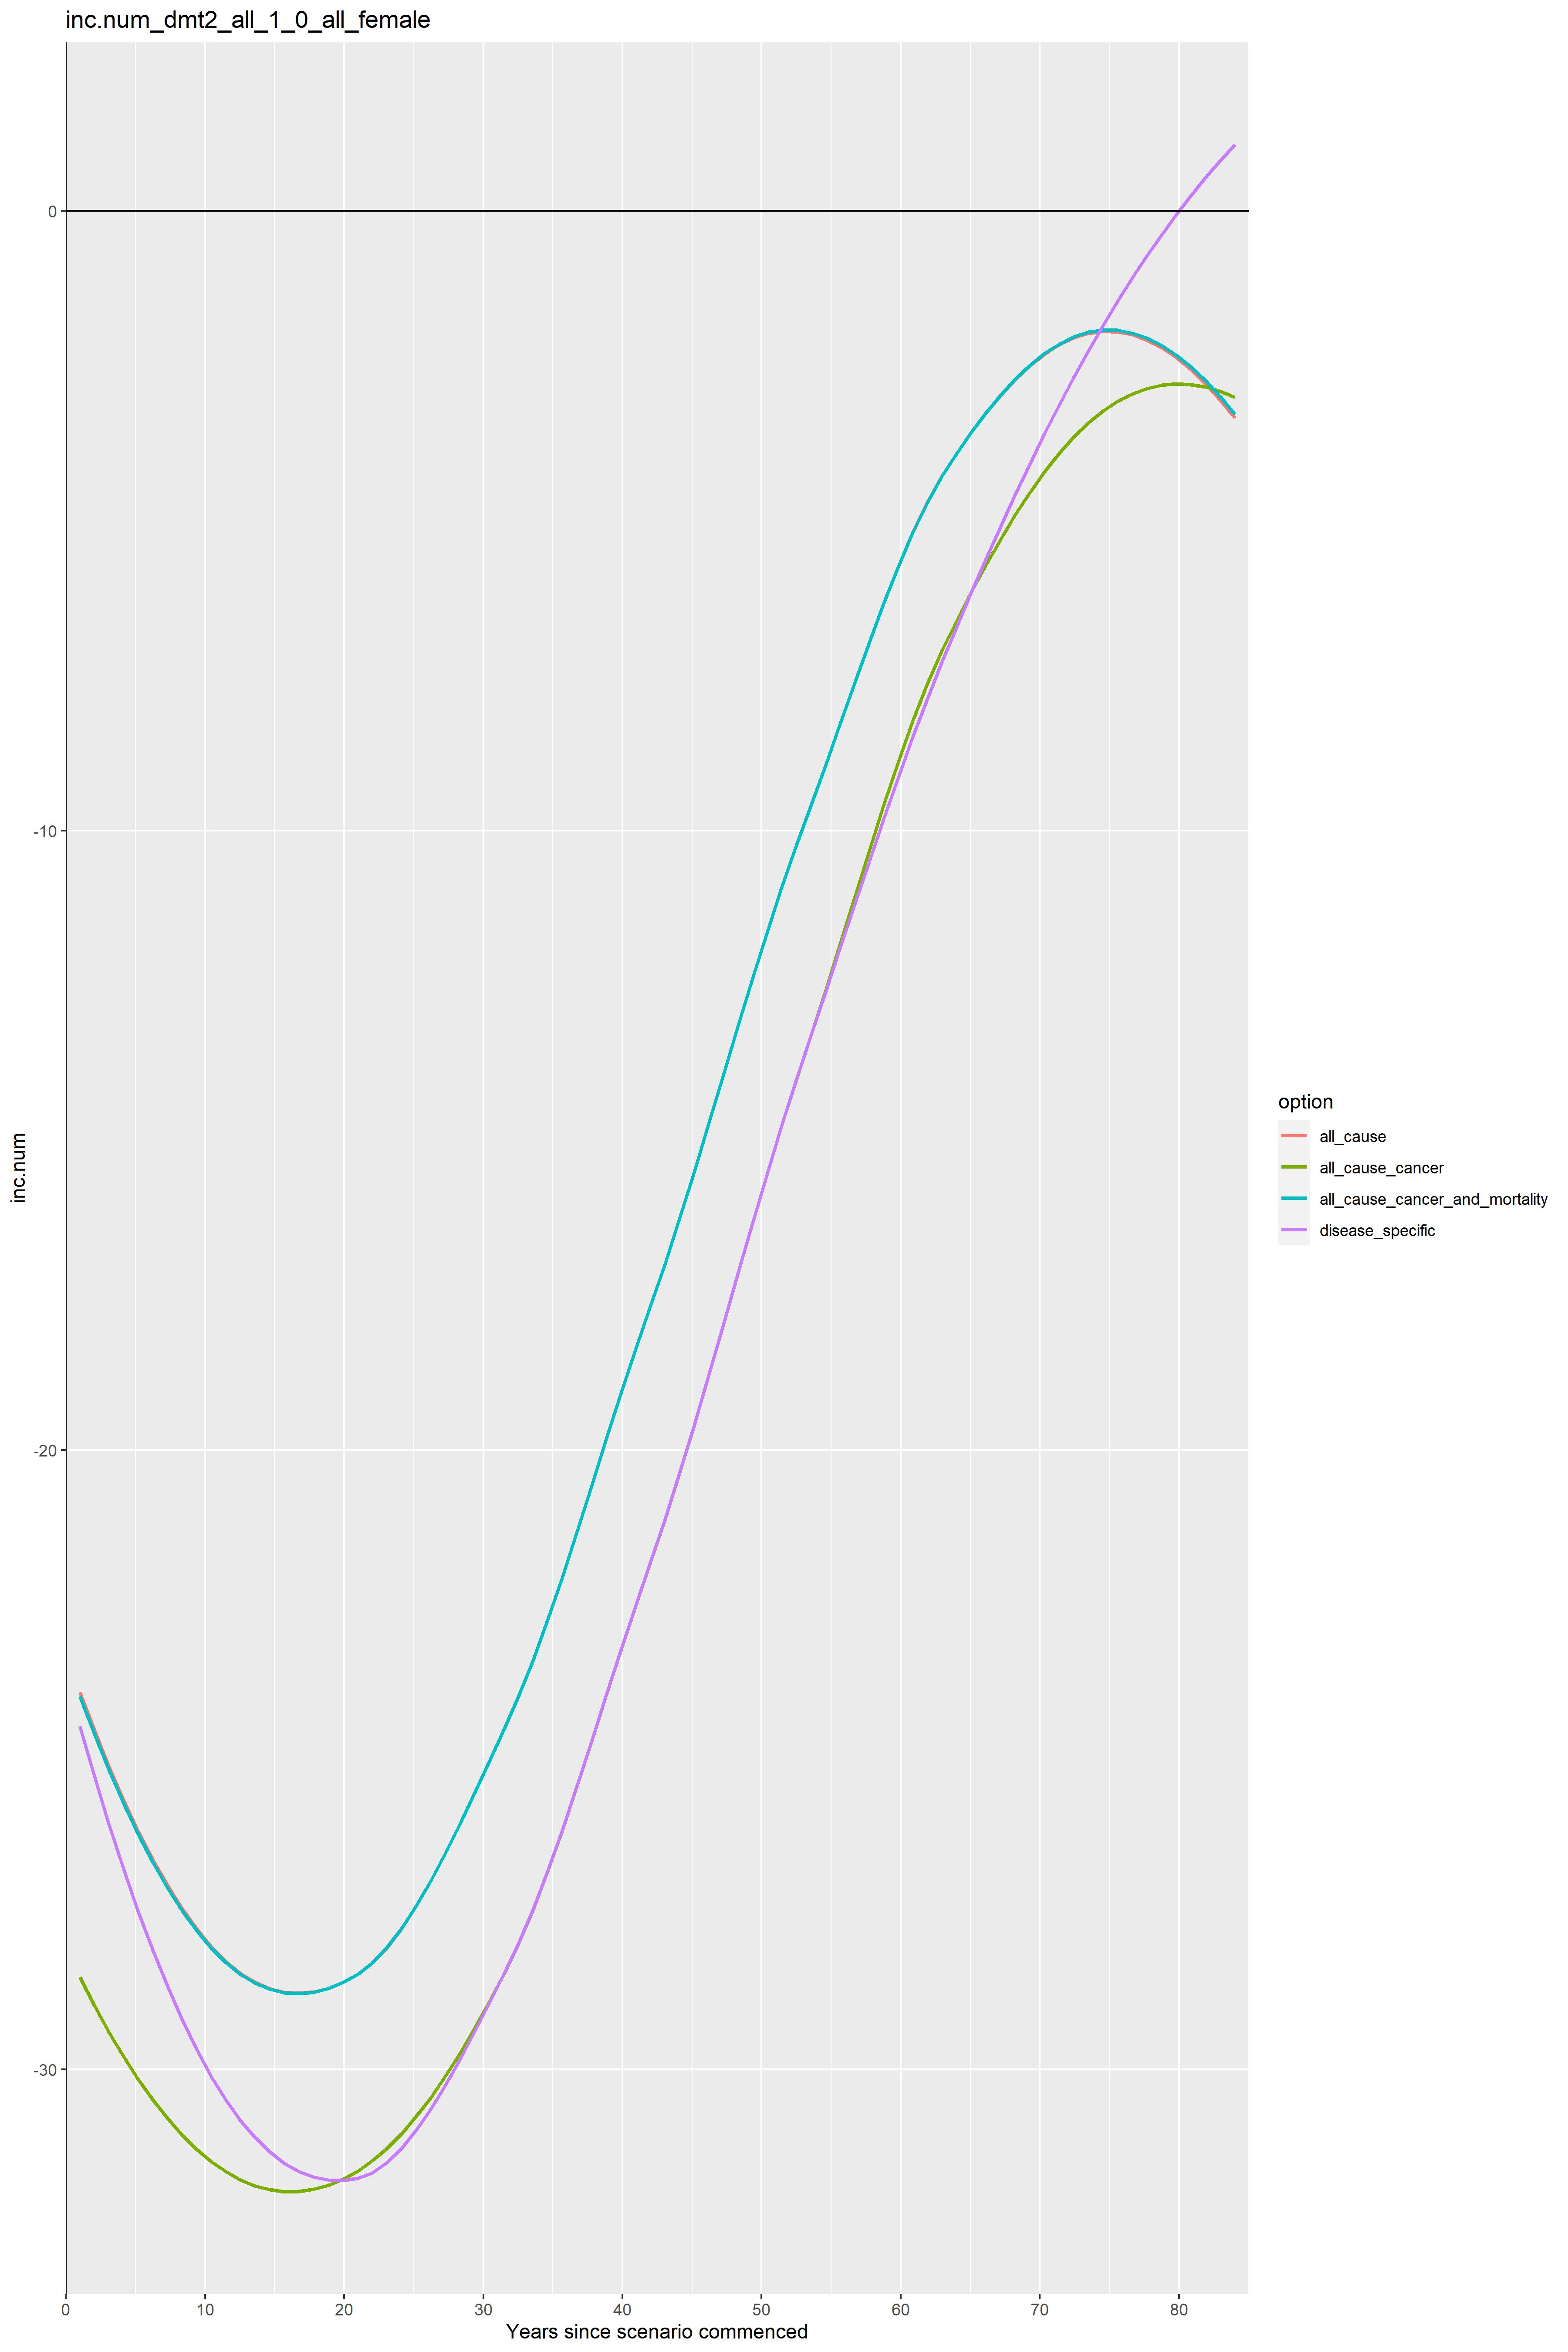 inc.num_dmt2_all_1_0_all_female
0
-10
-20
-30
inc.num
0 10 20 30 40 50 60 70 80
Years since scenario commenced
option
all_cause
all_cause_cancer
all_cause_cancer_and_mortality
disease_specific